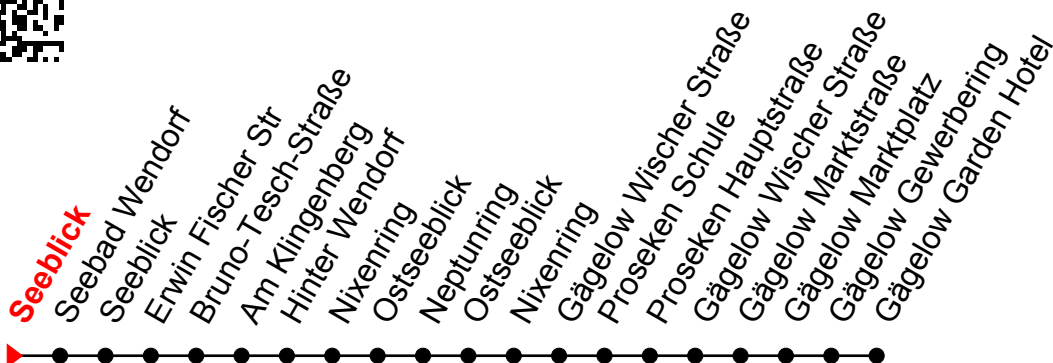 Seeblick
Seebad Wendorf
Seeblick
Erwin Fischer Str
Bruno-Tesch-Straße
Am Klingenberg
Hinter Wendorf
Nixenring
Ostseeblick
Neptunring
Ostseeblick
Nixenring
Gägelow Wischer Straße
Proseken Schule
Proseken Hauptstraße
Gägelow Wischer Straße
Gägelow Marktstraße
Gägelow Marktplatz
Gägelow Gewerbering
Gägelow Garden Hotel